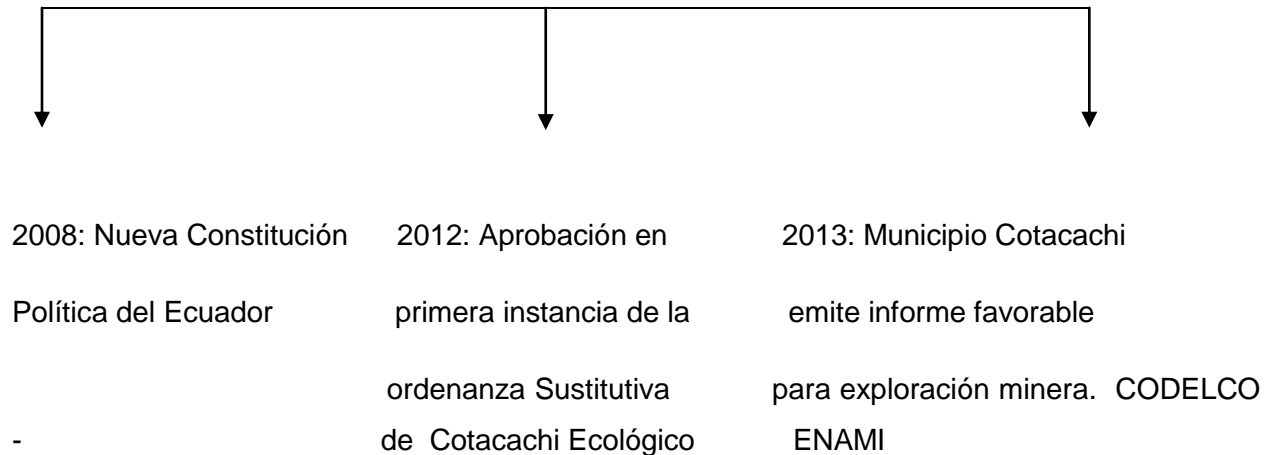 2008: Nueva Constitución
Política del Ecuador
-
2012: Aprobación en
primera instancia de la
ordenanza Sustitutiva
de Cotacachi Ecológico
2013: Municipio Cotacachi
emite informe favorable
para exploración minera. CODELCO
ENAMI